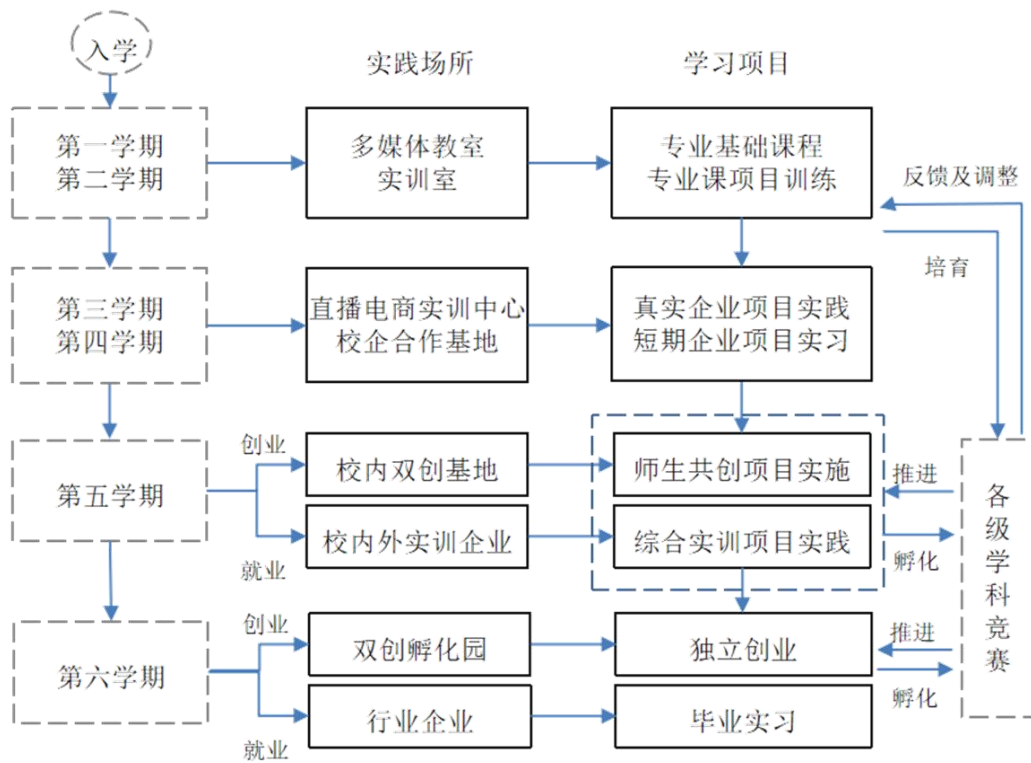 入学
实践场所
学习项目
第一学期
第二学期
多媒体教室
实训室
专业基础课程
专业课项目训练
反馈及调整
培育
第三学期
第四学期
直播电商实训中心
校企合作基地
真实企业项目实践
短期企业项目实习
第五学期
创业
校内双创基地
师生共创项目实施
就业
校内外实训企业
综合实训项目实践
推进
孵化
各级学科竞赛
第六学期
创业
双创孵化园
独立创业
就业
行业企业
毕业实习
推进
孵化